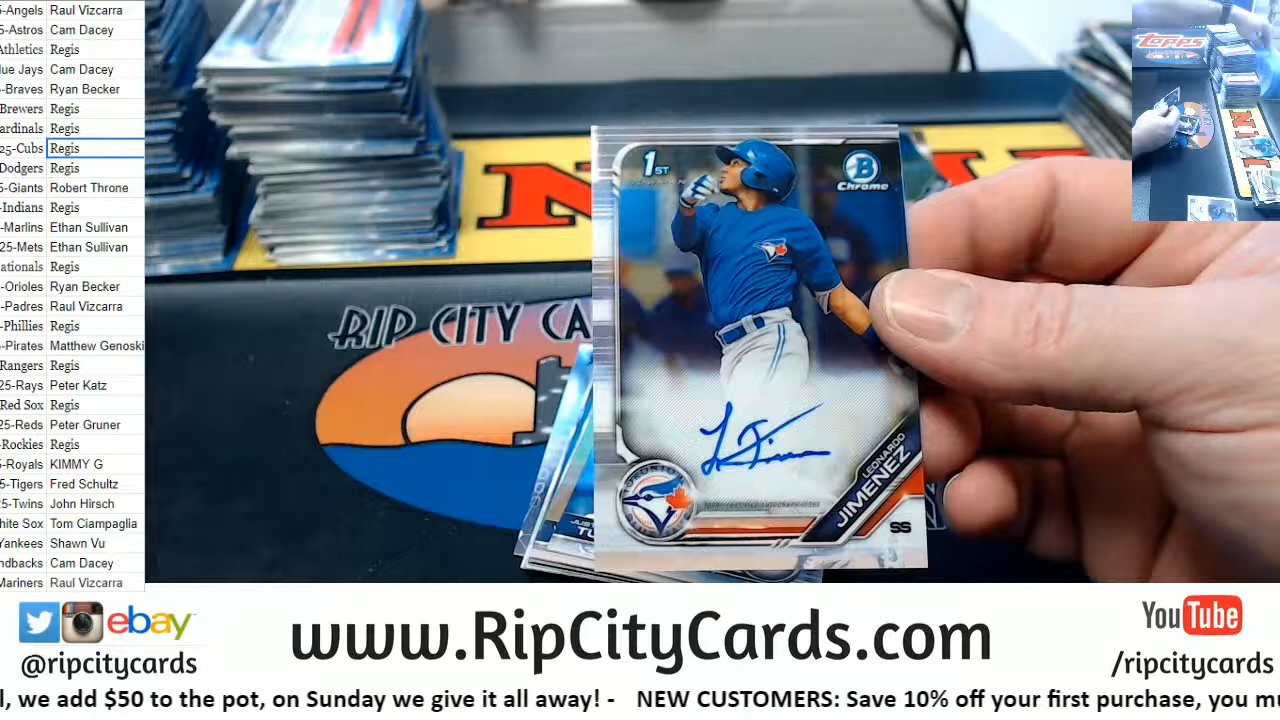 5-Angels Raul Vizcarra
5-Astros Cam Dacey
Athletics Regis
lue Jays Cam Dacey
-Braves Ryan Becker
Brewers Regis
ardinals Regis
25-Cubs Regis
Dodgers Regis
5-Giants Robert Throne
-Indians Regis
-Marlins Ethan Sullivan
25-Mets Ethan Sullivan
ationals Regis
-Orioles Ryan Becker
-Padres Raul Vizcarra
-Phillies Regis
-Pirates Matthew Genoski
Rangers Regis
25-Rays Peter Katz
Red Sox Regis
25-Reds Peter Gruner
-Rockies Regis
5-Royals KIMMY G
5-Tigers Fred Schultz
25-Twins John Hirsch
hite Sox Tom Ciampaglia
Yankees Shawn Vu
ndbacks Cam Dacey
Mariners Raul Vizcarra
Topps
RIP CITY CA
1ST
BOWMAN
B
Chrome
TORONTO
LEONARDO
JIMENEZ
SS
ebay
@ripcitycards
www.RipCityCards.com
YouTube
/ripcitycards
l, we add $50 to the pot, on Sunday we give it all away! - NEW CUSTOMERS: Save 10% off your first purchase, you mu